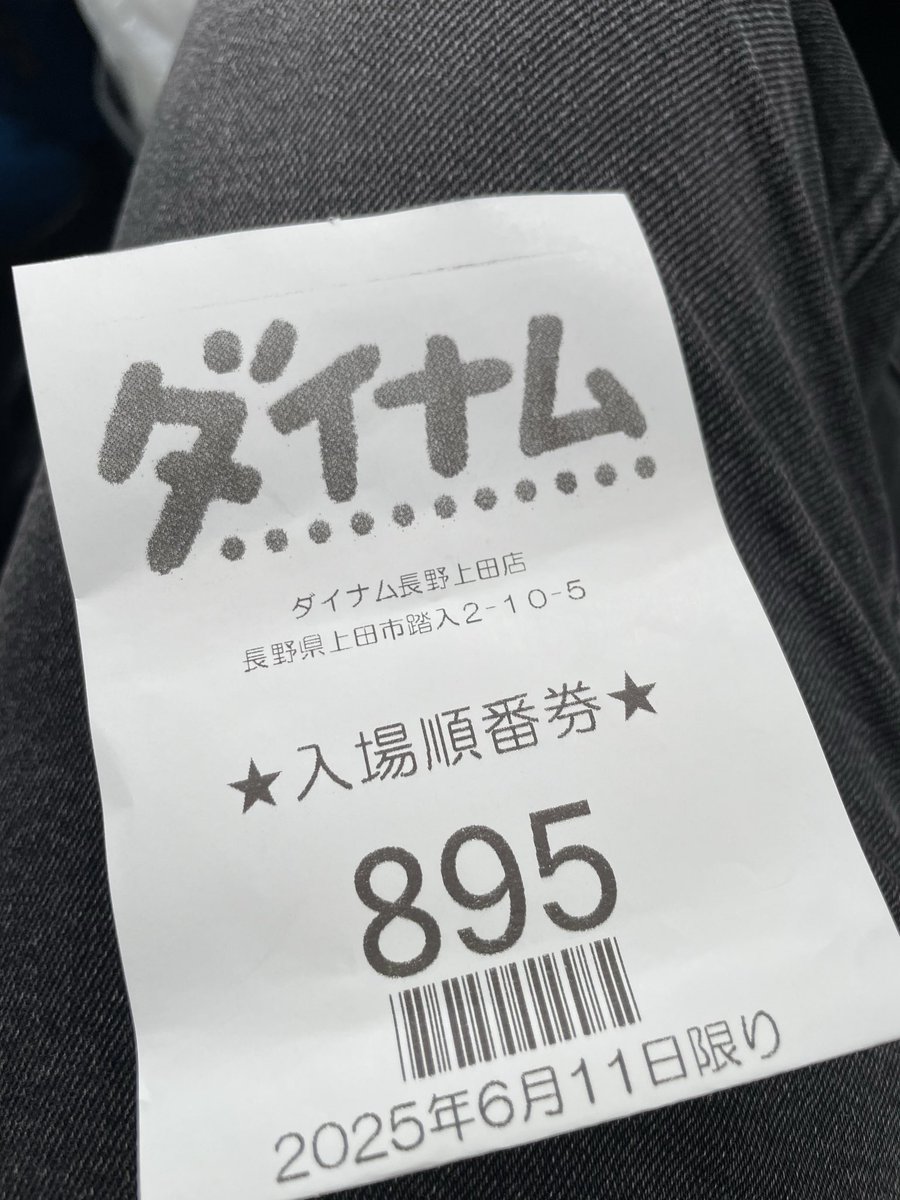 ダイナム
ダイナム長野上田店
長野県上田市踏入2-10-5
★入場順番券★
895
2025年6月11日限り